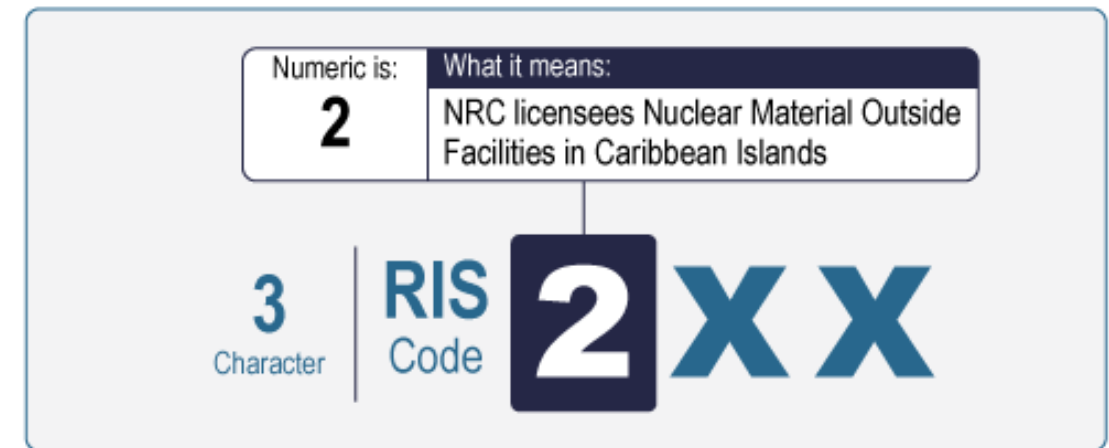 Numeric is:
2
What it means:
NRC licensees Nuclear Material Outside
Facilities in Caribbean Islands
3
Character
RIS
Code
2XX